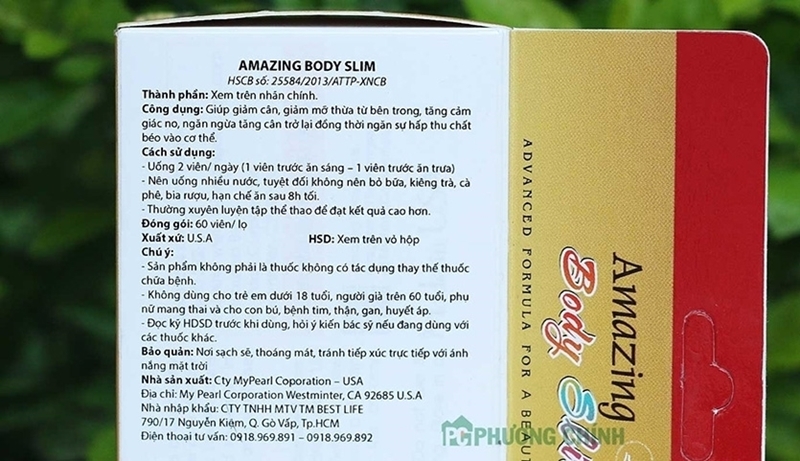 AMAZING BODY SLIM
HSCB số: 25584/2013/ATTP-XNCB
Thành phần: Xem trên nhãn chính.
Công dụng: Giúp giảm cân, giảm mỡ thừa từ bên trong, tăng cảm
giác no, ngăn ngừa tăng cân trở lại đồng thời ngăn sự hấp thu chất
béo vào cơ thể.
Cách sử dụng:
- Uống 2 viên/ ngày (1 viên trước ăn sáng – 1 viên trước ăn trưa)
- Nên uống nhiều nước, tuyệt đối không nên bỏ bữa, kiêng trà, cà
phê, bia rượu, hạn chế ăn sau 8h tối.
- Thường xuyên luyện tập thể thao để đạt kết quả cao hơn.
Đóng gói: 60 viên/ lọ
Xuất xứ: U.S.A HSD: Xem trên vỏ hộp
Chú ý:
- Sản phẩm không phải là thuốc không có tác dụng thay thế thuốc
chữa bệnh.
- Không dùng cho trẻ em dưới 18 tuổi, người già trên 60 tuổi, phụ
nữ mang thai và cho con bú, bệnh tim, thận, gan, huyết áp.
- Đọc kỹ HDSD trước khi dùng, hỏi ý kiến bác sỹ nếu đang dùng với
các thuốc khác.
Bảo quản: Nơi sạch sẽ, thoáng mát, tránh tiếp xúc trực tiếp với ánh
nắng mặt trời
Nhà sản xuất: Cty MyPearl Coporation – USA
Địa chỉ: My Pearl Corporation Westminter, CA 92685 U.S.A
Nhà nhập khẩu: CTY TNHH MTV TM BEST LIFE
790/17 Nguyễn Kiệm, Q. Gò Vấp, Tp.HCM
Điện thoại tư vấn: 0918.969.891 – 0918.969.892
Amazing
Body
ADVANCED FORMULA FOR A
PC PHƯƠNG CHÍNH